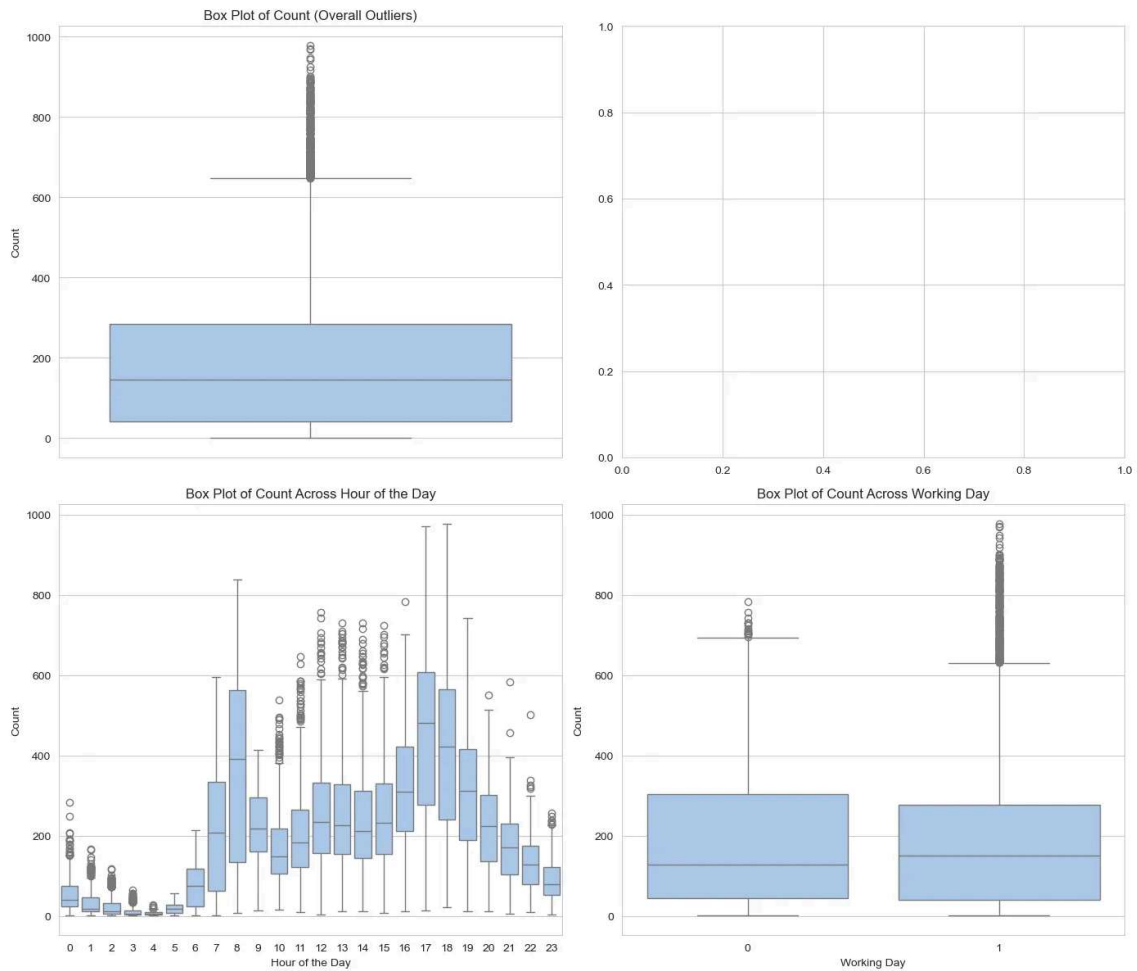 Box Plot of Count (Overall Outliers)
1000
800
600
400
200
0
Count
1.0
0.8
0.6
0.4
0.2
0.0
0.0 0.2 0.4 0.6 0.8 1.0
Box Plot of Count Across Hour of the Day
1000
800
600
400
200
0
Count
0 1 2 3 4 5 6 7 8 9 10 11 12 13 14 15 16 17 18 19 20 21 22 23
Hour of the Day
Box Plot of Count Across Working Day
1000
800
600
400
200
0
Count
0 1
Working Day